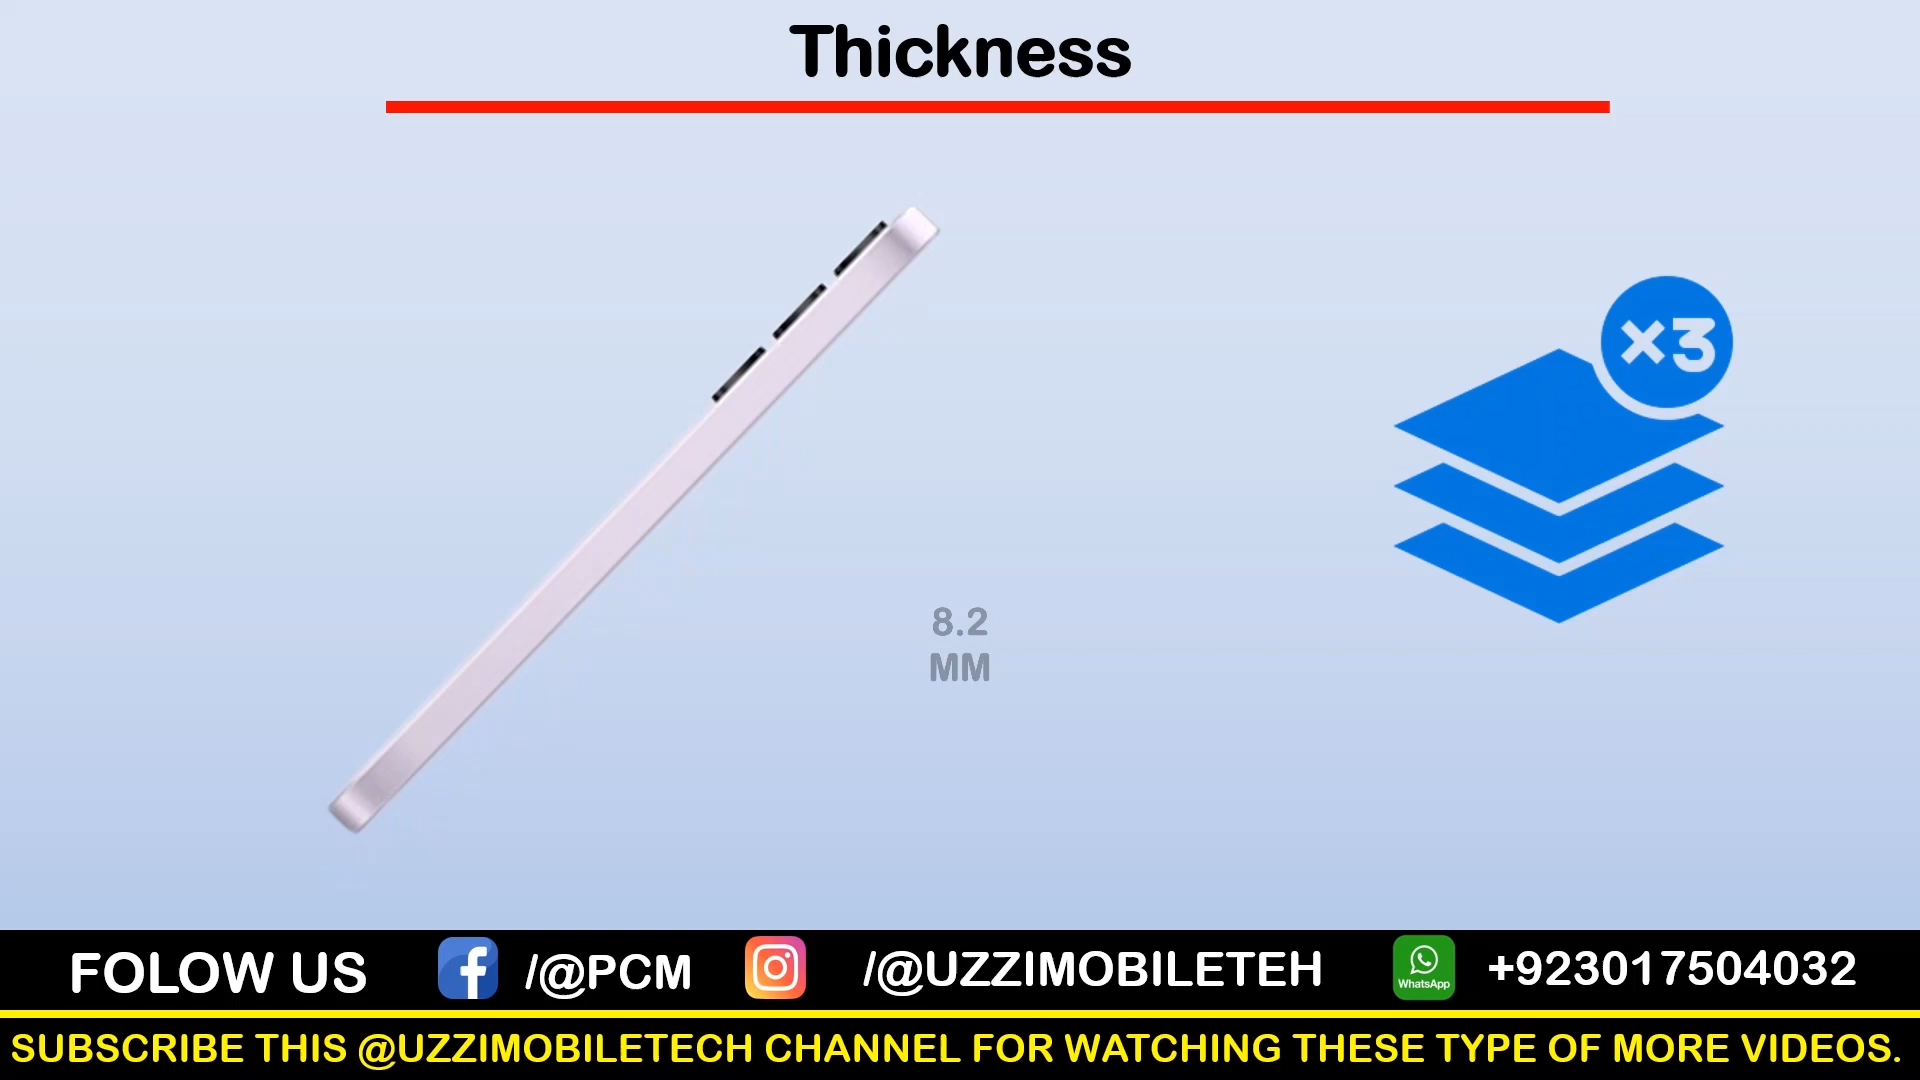 Thickness
×3
8.2
MM
FOLOW US /@PCM /@UZZIMOBILETEH WhatsApp +923017504032
SUBSCRIBE THIS @UZZIMOBILETECH CHANNEL FOR WATCHING THESE TYPE OF MORE VIDEOS.